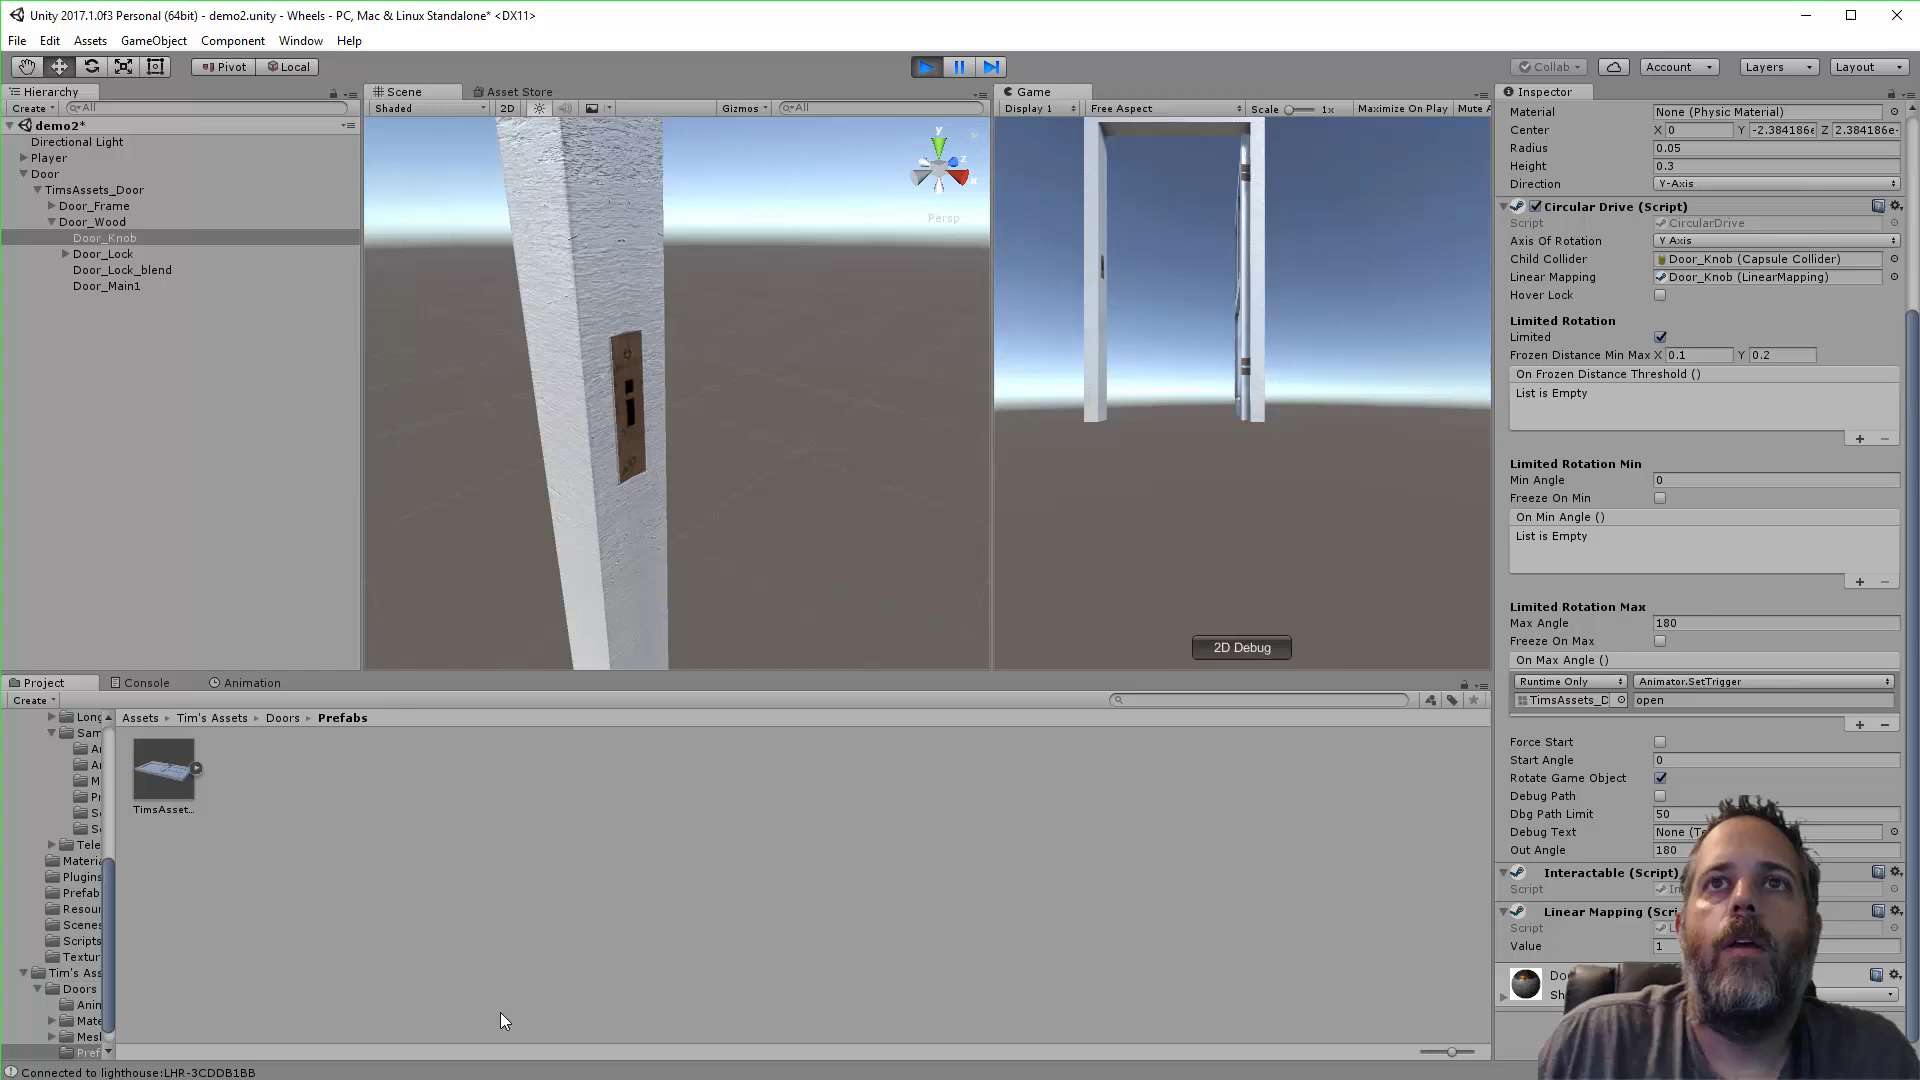 Unity 2017.1.0f3 Personal (64bit) - demo2.unity - Wheels - PC, Mac & Linux Standalone* <DX11>
File Edit Assets GameObject Component Window Help
Pivot Local Collab Account Layers Layout
Hierarchy
Create All
demo2*
Directional Light
Player
Door
TimsAssets_Door
Door_Frame
Door_Wood
Door_Knob
Door_Lock
Door_Lock_blend
Door_Main1
Scene Asset Store
Shaded 2D Gizmos All
y
z
x
Persp
Game
Display 1 Free Aspect Scale 1x Maximize On Play Mute A
2D Debug
Inspector
Material None (Physic Material)
Center X 0 Y -2.384186e Z 2.384186e-
Radius 0.05
Height 0.3
Direction Y-Axis
Circular Drive (Script)
Script CircularDrive
Axis Of Rotation Y Axis
Child Collider Door_Knob (Capsule Collider)
Linear Mapping Door_Knob (LinearMapping)
Hover Lock
Limited Rotation
Limited
Frozen Distance Min Max X 0.1 Y 0.2
On Frozen Distance Threshold ()
List is Empty
+ -
Limited Rotation Min
Min Angle 0
Freeze On Min
On Min Angle ()
List is Empty
+ -
Limited Rotation Max
Max Angle 180
Freeze On Max
On Max Angle ()
Runtime Only Animator.SetTrigger
TimsAssets_D open
+ -
Force Start
Start Angle 0
Rotate Game Object
Debug Path
Dbg Path Limit 50
Debug Text None (Te
Out Angle 180
Interactable (Script)
Script In
Linear Mapping (Scri
Script
Value 1
Doo
Sh
Project Console Animation
Create
Long
Sam
Ar
M
Pr
Tele
Materia
Plugins
Prefab
Resour
Scenes
Scripts
Textur
Tim's Ass
Doors
Anin
Mate
Mesh
Pref
Assets Tim's Assets Doors Prefabs
TimsAsset...
Connected to lighthouse:LHR-3CDDB1BB